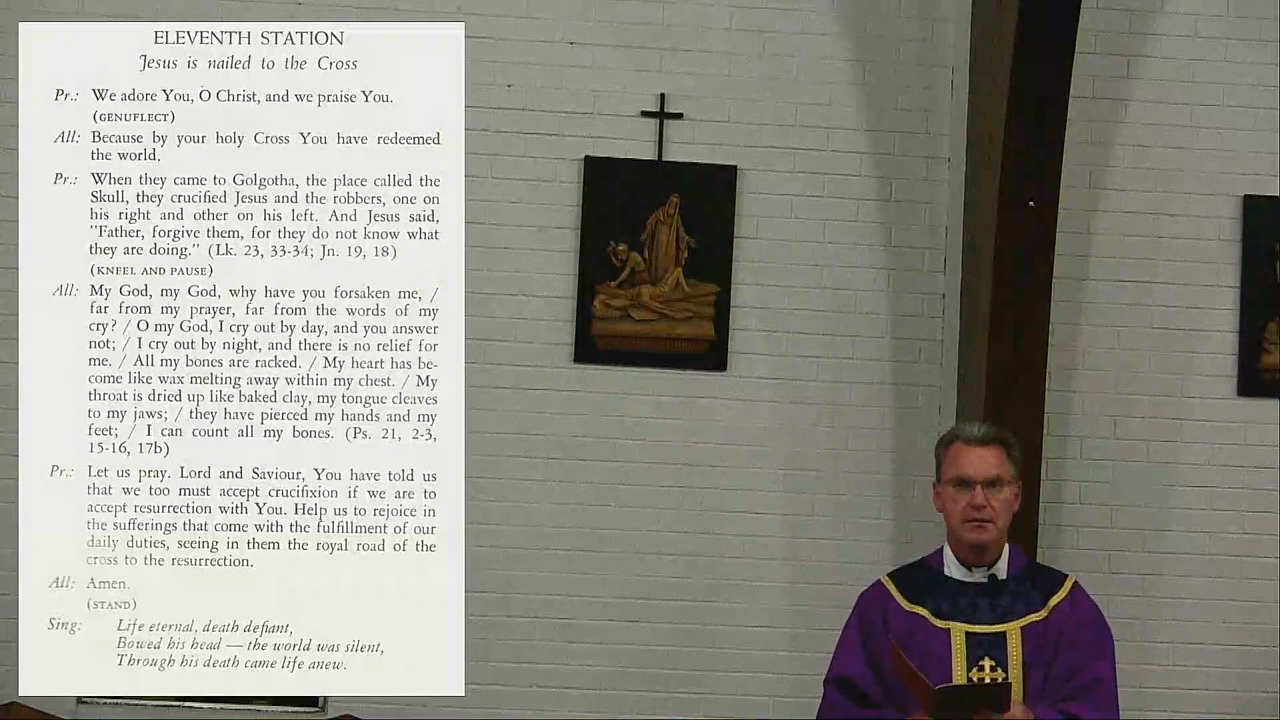 ELEVENTH STATION
Jesus is nailed to the Cross
Pr.: We adore You, O Christ, and we praise You.
(GENUFLECT)
All: Because by your holy Cross You have redeemed
the world.
Pr.: When they came to Golgotha, the place called the
Skull, they crucified Jesus and the robbers, one on
his right and other on his left. And Jesus said,
"Father, forgive them, for they do not know what
they are doing." (Lk. 23, 33-34; Jn. 19, 18)
(KNEEL AND PAUSE)
All: My God, my God, why have you forsaken me, /
far from my prayer, far from the words of my
cry? / O my God, I cry out by day, and you answer
not; / I cry out by night, and there is no relief for
me. / All my bones are racked. / My heart has be-
come like wax melting away within my chest. / My
throat is dried up like baked clay, my tongue cleaves
to my jaws; / they have pierced my hands and my
feet; / I can count all my bones. (Ps. 21, 2-3,
15-16, 17b)
Pr.: Let us pray. Lord and Saviour, You have told us
that we too must accept crucifixion if we are to
accept resurrection with You. Help us to rejoice in
the sufferings that come with the fulfillment of our
daily duties, seeing in them the royal road of the
cross to the resurrection.
All: Amen.
(STAND)
Sing: Life eternal, death defiant,
Bowed his head — the world was silent,
Through his death came life anew.